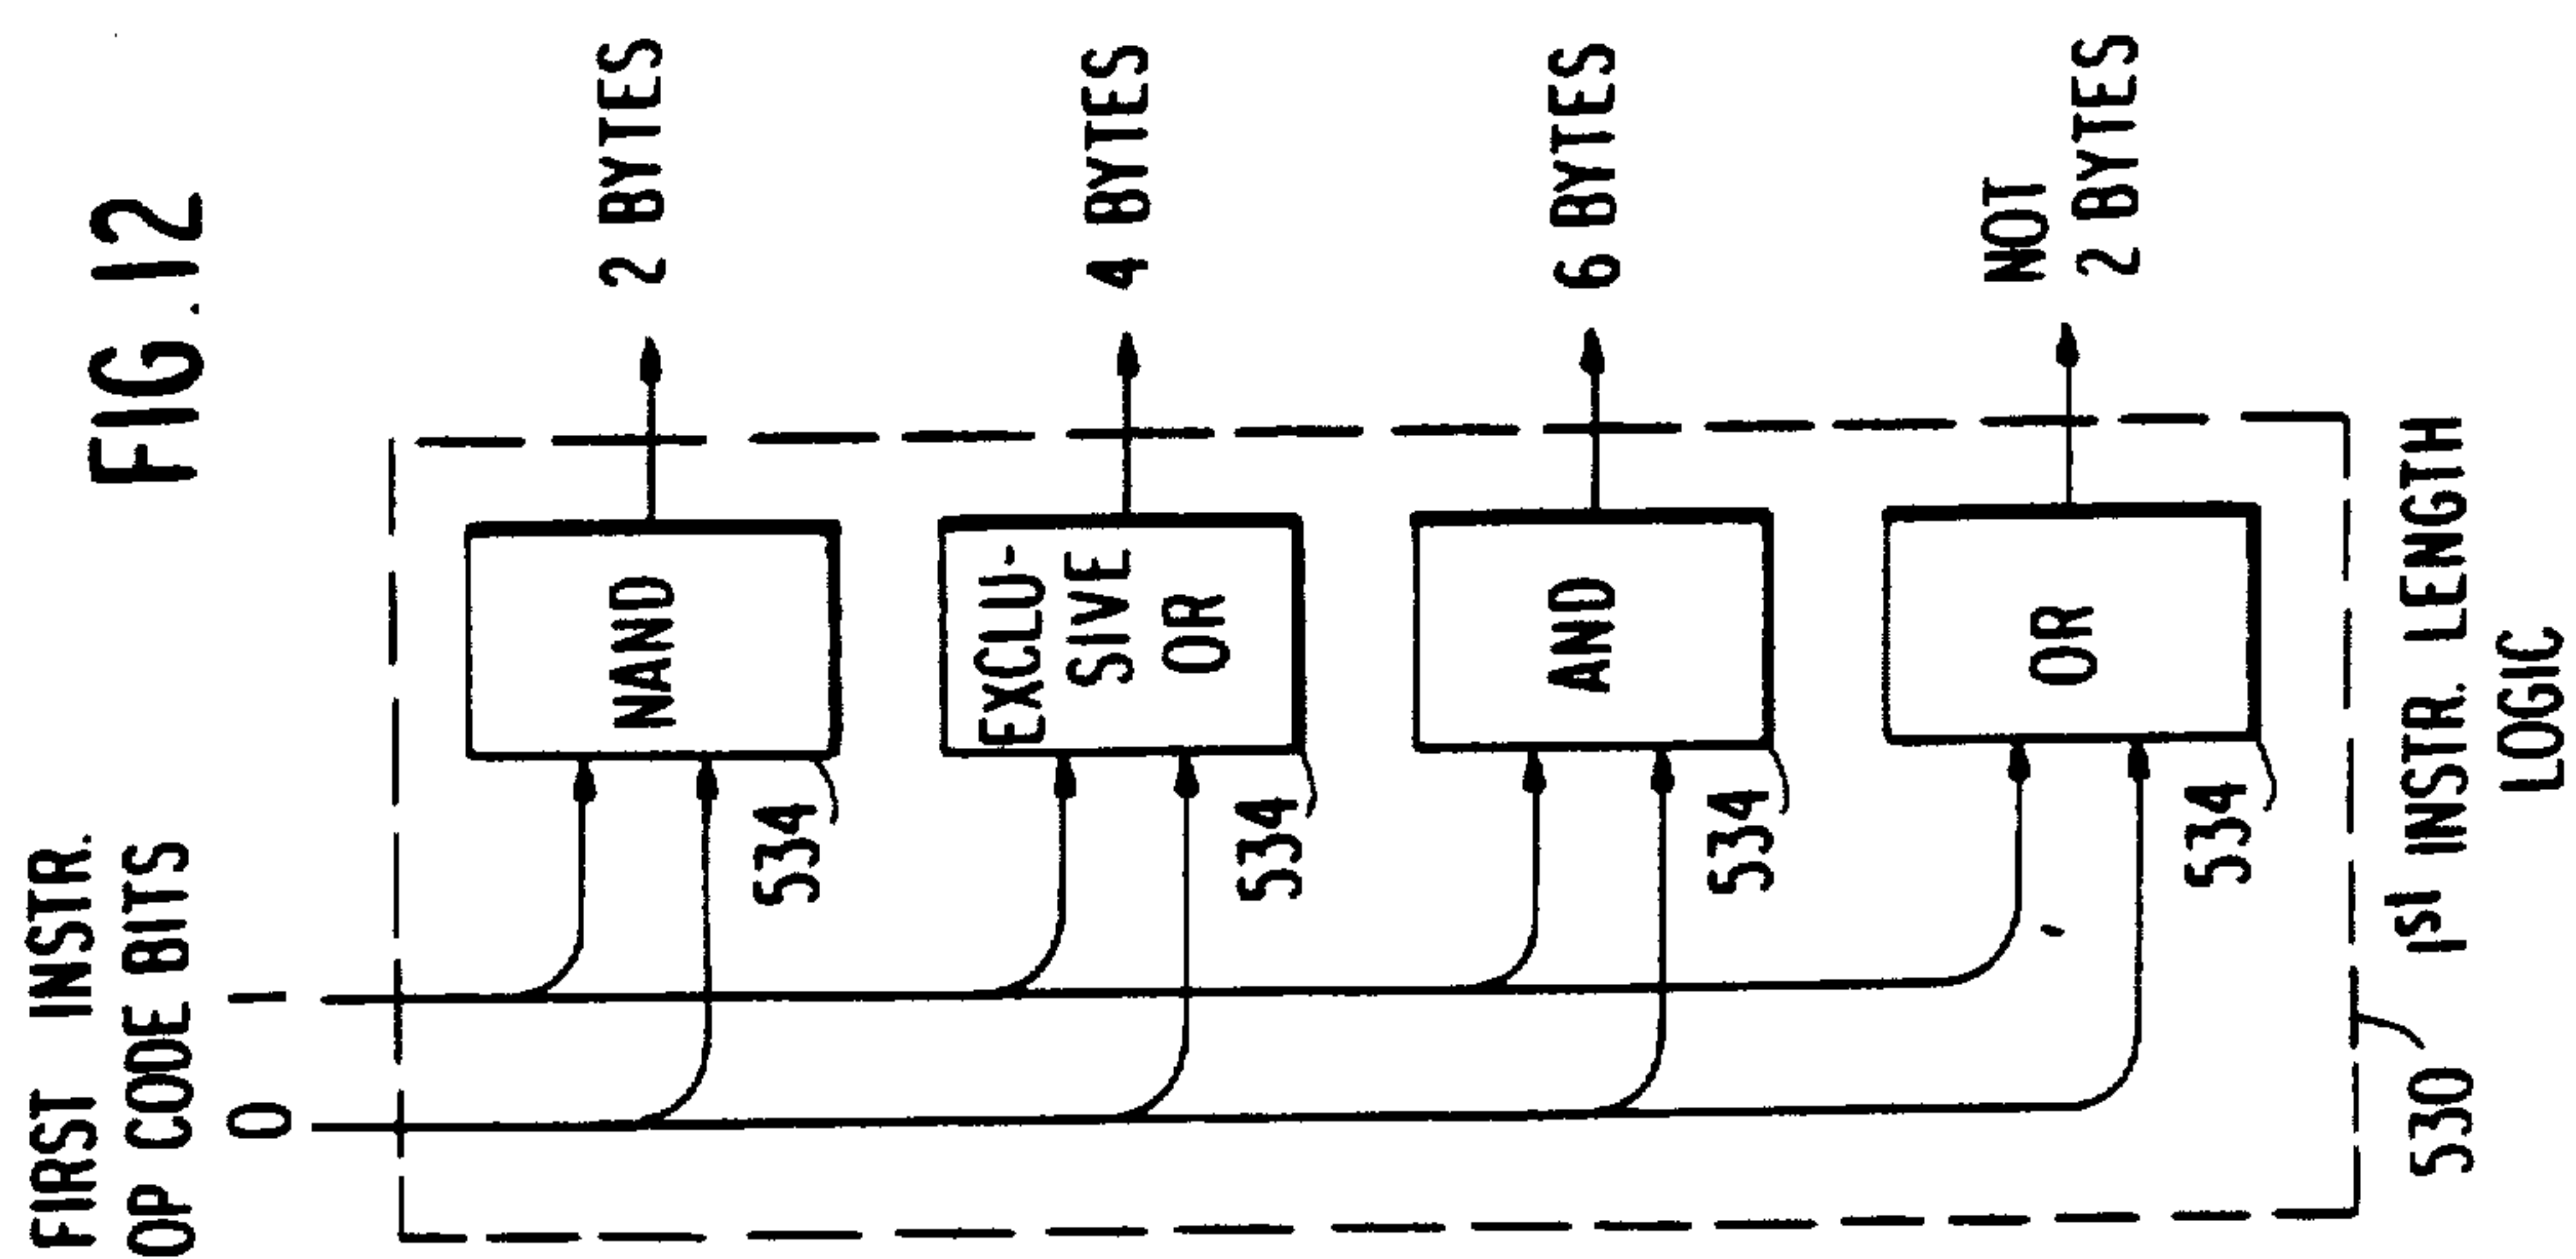 FIG. 12
FIRST INSTR.
OP CODE BITS
0 1
NAND
534
2 BYTES
EXCLU-
SIVE
OR
534
4 BYTES
AND
534
6 BYTES
OR
534
NOT
2 BYTES
530
1st INSTR. LENGTH
LOGIC